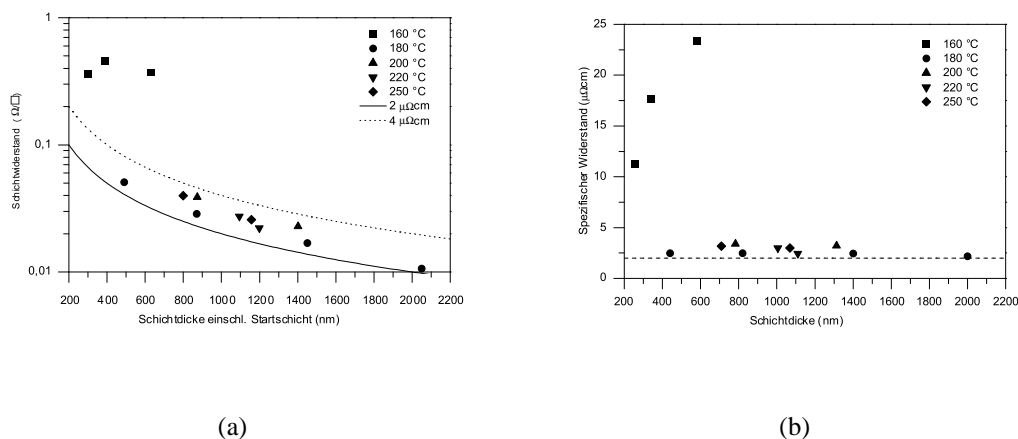 1
0,1
0,01
200 400 600 800 1000 1200 1400 1600 1800 2000 2200
Schichtwiderstand (Ω/□)
Schichtdicke einschl. Startschicht (nm)
160 °C
180 °C
200 °C
220 °C
250 °C
2 µΩcm
4 µΩcm
(a)
25
20
15
10
5
0
200 400 600 800 1000 1200 1400 1600 1800 2000 2200
Spezifischer Widerstand (µΩcm)
Schichtdicke (nm)
160 °C
180 °C
200 °C
220 °C
250 °C
(b)